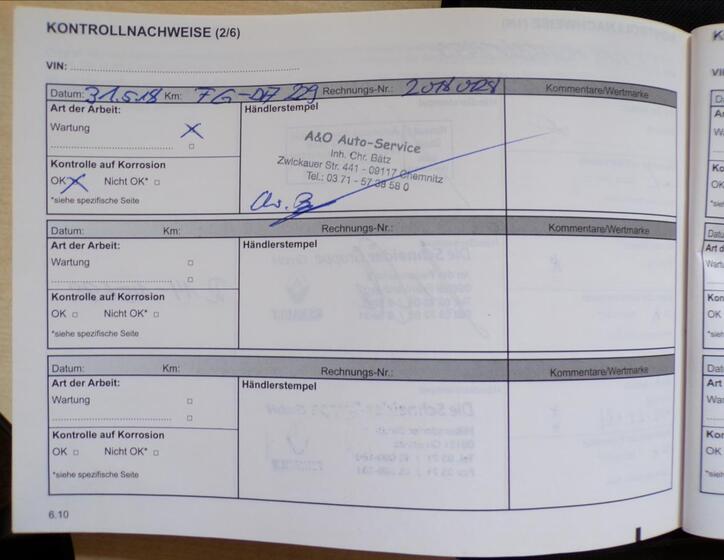 KONTROLLNACHWEISE (2/6)
VIN:
Datum: 31.5.18 Km: FG-DA 229 Rechnungs-Nr.: 2018028 Kommentare/Wertmarke
Art der Arbeit:
Wartung
Kontrolle auf Korrosion
OK Nicht OK*
*siehe spezifische Seite
Händlerstempel
A&O Auto-Service
Inh. Chr. Bätz
Zwickauer Str. 441 - 09117 Chemnitz
Tel.: 03 71 - 57 38 58 0
Datum: Km: Rechnungs-Nr.: Kommentare/Wertmarke
Art der Arbeit:
Wartung
Kontrolle auf Korrosion
OK Nicht OK*
*siehe spezifische Seite
Händlerstempel
Datum: Km: Rechnungs-Nr.: Kommentare/Wertmarke
Art der Arbeit:
Wartung
Kontrolle auf Korrosion
OK Nicht OK*
*siehe spezifische Seite
Händlerstempel
6.10